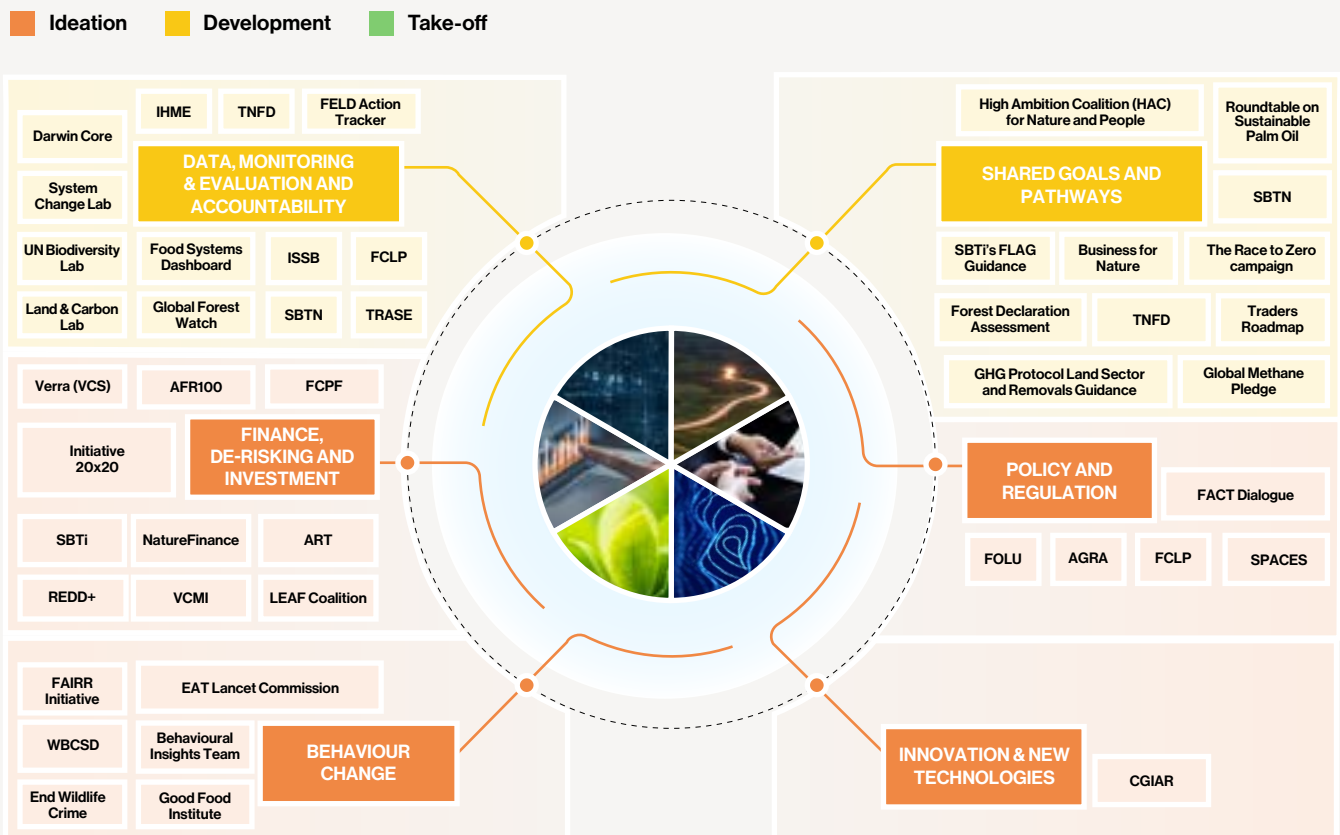 Ideation
Development
Take-off
IHME
TNFD
FELD Action
Tracker
Darwin Core
DATA, MONITORING
& EVALUATION AND
ACCOUNTABILITY
System
Change Lab
UN Biodiversity
Lab
Food Systems
Dashboard
ISSB
FCLP
Land & Carbon
Lab
Global Forest
Watch
SBTN
TRASE
High Ambition Coalition (HAC)
for Nature and People
Roundtable on
Sustainable
Palm Oil
SHARED GOALS AND
PATHWAYS
SBTN
SBTi's FLAG
Guidance
Business for
Nature
The Race to Zero
campaign
Forest Declaration
Assessment
TNFD
Traders
Roadmap
GHG Protocol Land Sector
and Removals Guidance
Global Methane
Pledge
Verra (VCS)
AFR100
FCPF
Initiative
20x20
FINANCE,
DE-RISKING AND
INVESTMENT
SBTi
NatureFinance
ART
REDD+
VCMI
LEAF Coalition
POLICY AND
REGULATION
FACT Dialogue
FOLU
AGRA
FCLP
SPACES
FAIRR
Initiative
EAT Lancet Commission
WBCSD
Behavioural
Insights Team
BEHAVIOUR
CHANGE
End Wildlife
Crime
Good Food
Institute
INNOVATION & NEW
TECHNOLOGIES
CGIAR